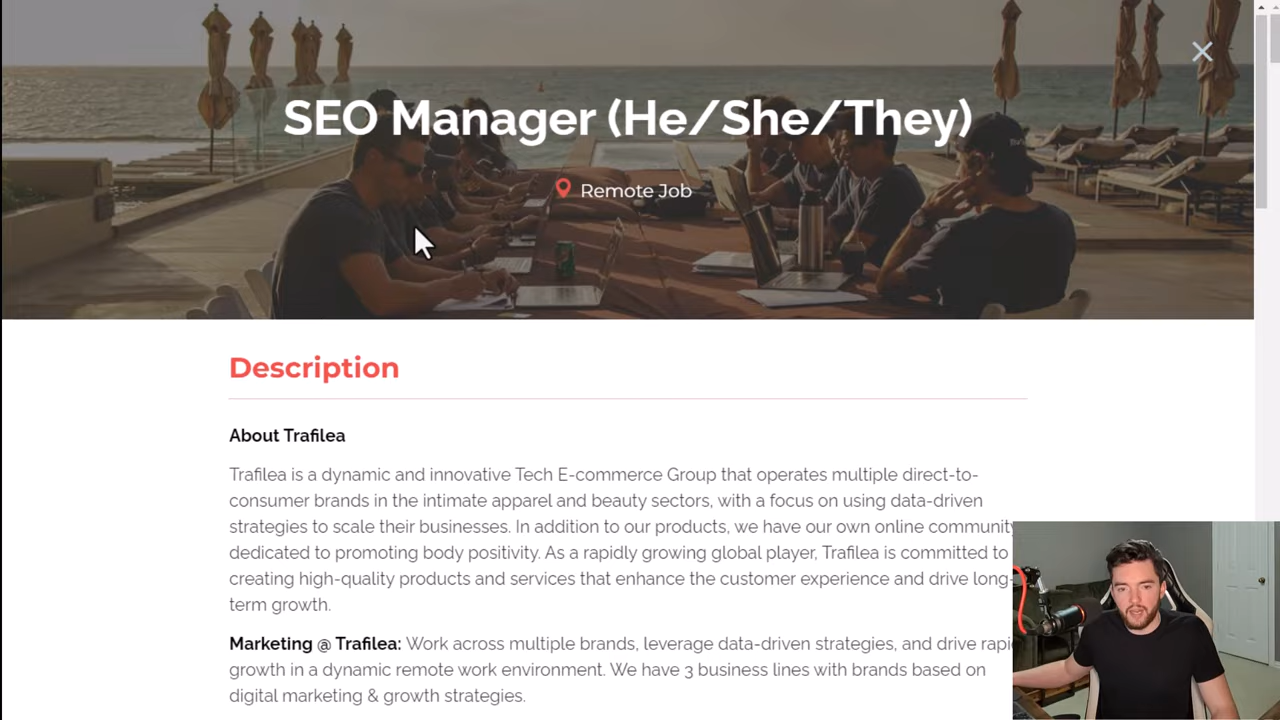 SEO Manager (He/She/They)
Remote Job
Description
About Trafilea
Trafilea is a dynamic and innovative Tech E-commerce Group that operates multiple direct-to-
consumer brands in the intimate apparel and beauty sectors, with a focus on using data-driven
strategies to scale their businesses. In addition to our products, we have our own online community
dedicated to promoting body positivity. As a rapidly growing global player, Trafilea is committed to
creating high-quality products and services that enhance the customer experience and drive long-
term growth.
Marketing @ Trafilea: Work across multiple brands, leverage data-driven strategies, and drive rapi
growth in a dynamic remote work environment. We have 3 business lines with brands based on
digital marketing & growth strategies.